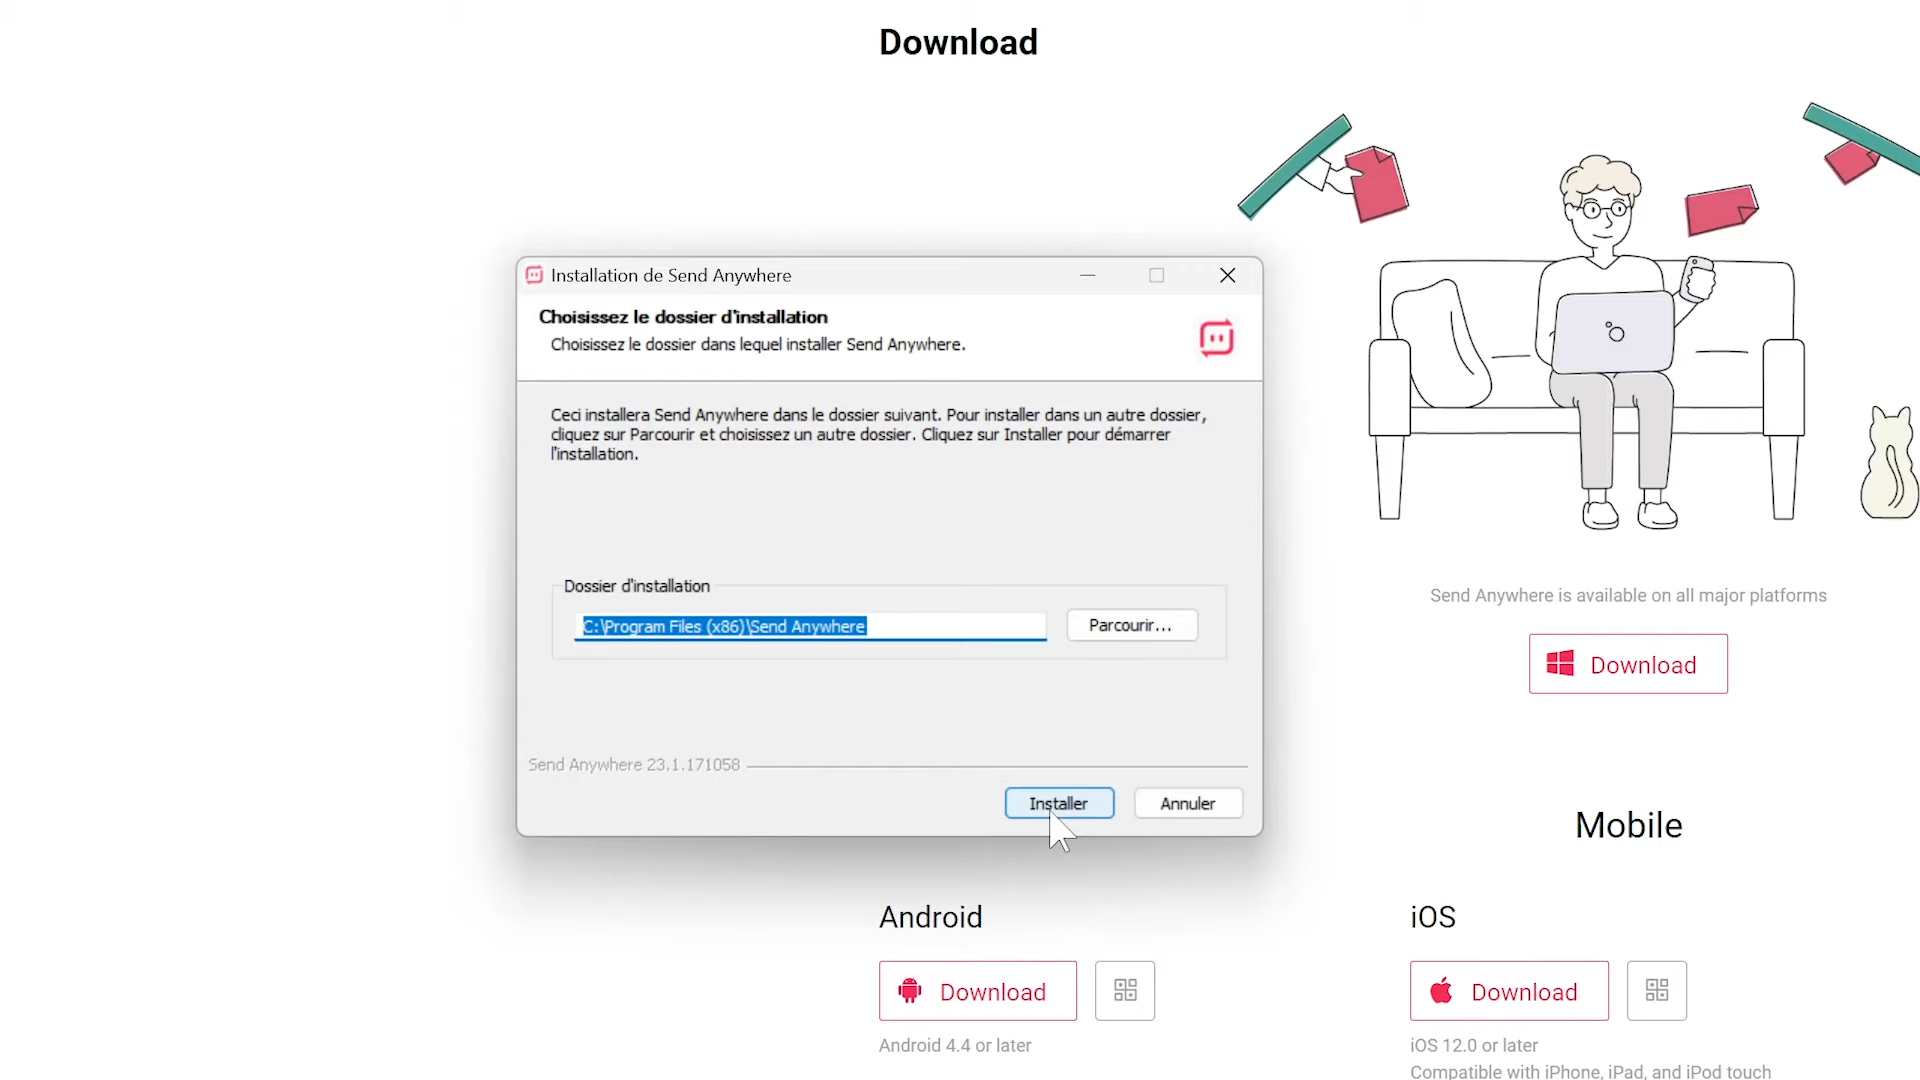 Download
Installation de Send Anywhere
Choisissez le dossier d'installation
Choisissez le dossier dans lequel installer Send Anywhere.
Ceci installera Send Anywhere dans le dossier suivant. Pour installer dans un autre dossier,
cliquez sur Parcourir et choisissez un autre dossier. Cliquez sur Installer pour démarrer
l'installation.
Dossier d'installation
C:\Program Files (x86)\Send Anywhere
Parcourir...
Send Anywhere 23.1.171058
Installer
Annuler
Send Anywhere is available on all major platforms
Download
Mobile
Android
Download
Android 4.4 or later
iOS
Download
iOS 12.0 or later
Compatible with iPhone, iPad, and iPod touch